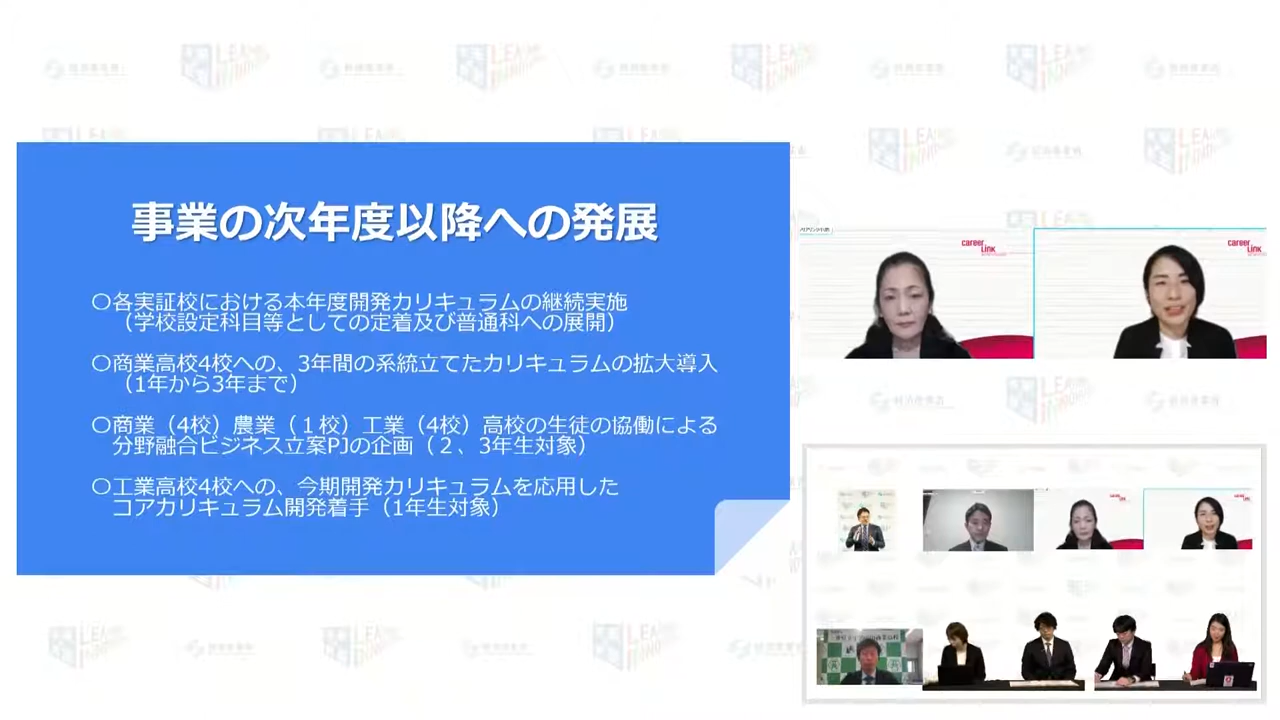 事業の次年度以降への発展
〇各実証校における本年度開発カリキュラムの継続実施
（学校設定科目等としての定着及び普通科への展開）
〇商業高校4校への、3年間の系統立てたカリキュラムの拡大導入
（1年から3年まで）
〇商業（4校）農業（１校）工業（4校）高校の生徒の協働による
分野融合ビジネス立案PJの企画（２、3年生対象）
〇工業高校4校への、今期開発カリキュラムを応用した
コアカリキュラム開発着手（1年生対象）
career LINK
career LINK